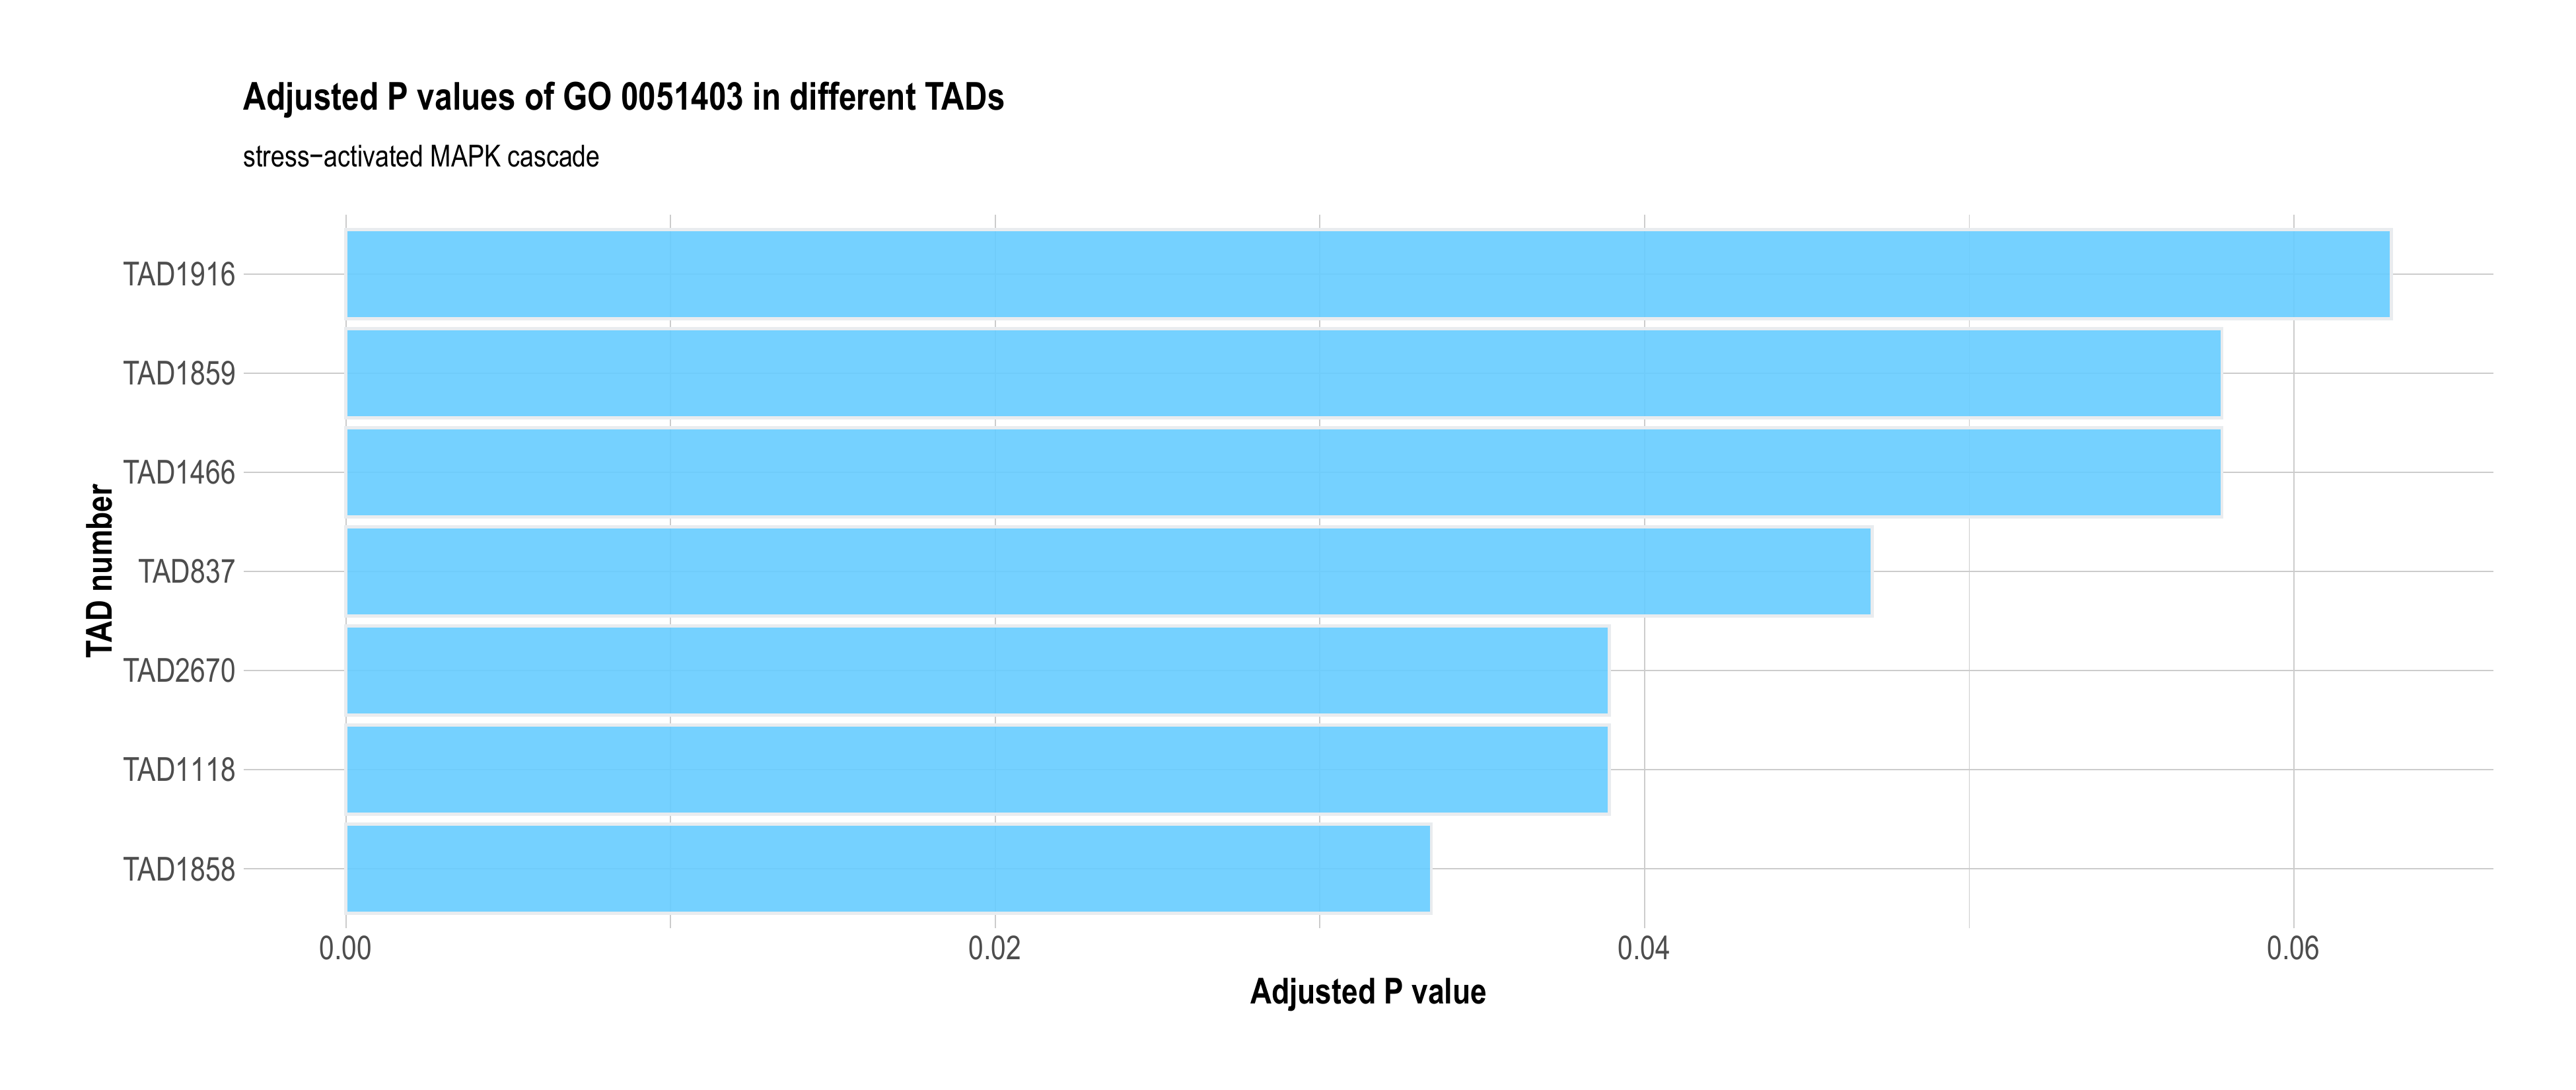 Adjusted P values of GO 0051403 in different TADs
stress−activated MAPK cascade
TAD number
TAD1916
TAD1859
TAD1466
TAD837
TAD2670
TAD1118
TAD1858
0.00
0.02
0.04
0.06
Adjusted P value